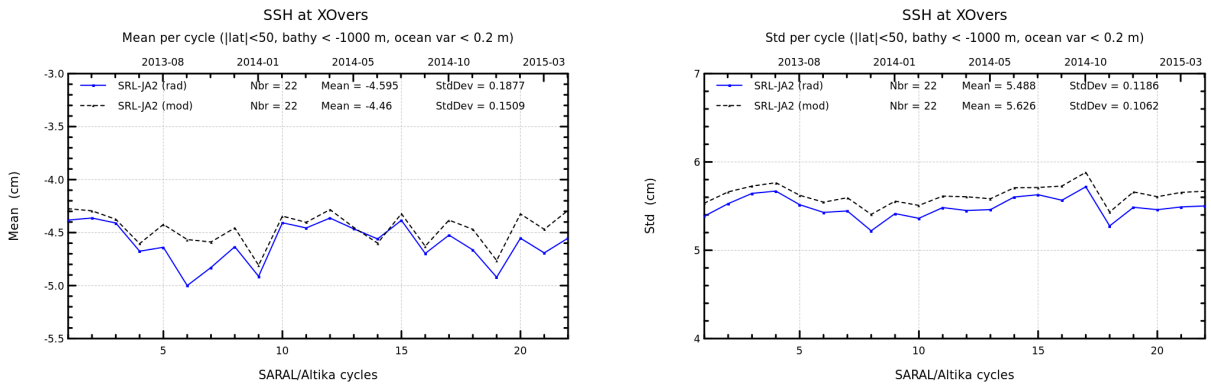 SSH at XOvers
Mean per cycle (|lat|<50, bathy < -1000 m, ocean var < 0.2 m)
2013-08 2014-01 2014-05 2014-10 2015-03
SRL-JA2 (rad) Nbr = 22 Mean = -4.595 StdDev = 0.1877
SRL-JA2 (mod) Nbr = 22 Mean = -4.46 StdDev = 0.1509
-3.0
-3.5
-4.0
-4.5
-5.0
-5.5
Mean (cm)
5 10 15 20
SARAL/Altika cycles
SSH at XOvers
Std per cycle (|lat|<50, bathy < -1000 m, ocean var < 0.2 m)
2013-08 2014-01 2014-05 2014-10 2015-03
SRL-JA2 (rad) Nbr = 22 Mean = 5.488 StdDev = 0.1186
SRL-JA2 (mod) Nbr = 22 Mean = 5.626 StdDev = 0.1062
7
6
5
4
Std (cm)
5 10 15 20
SARAL/Altika cycles